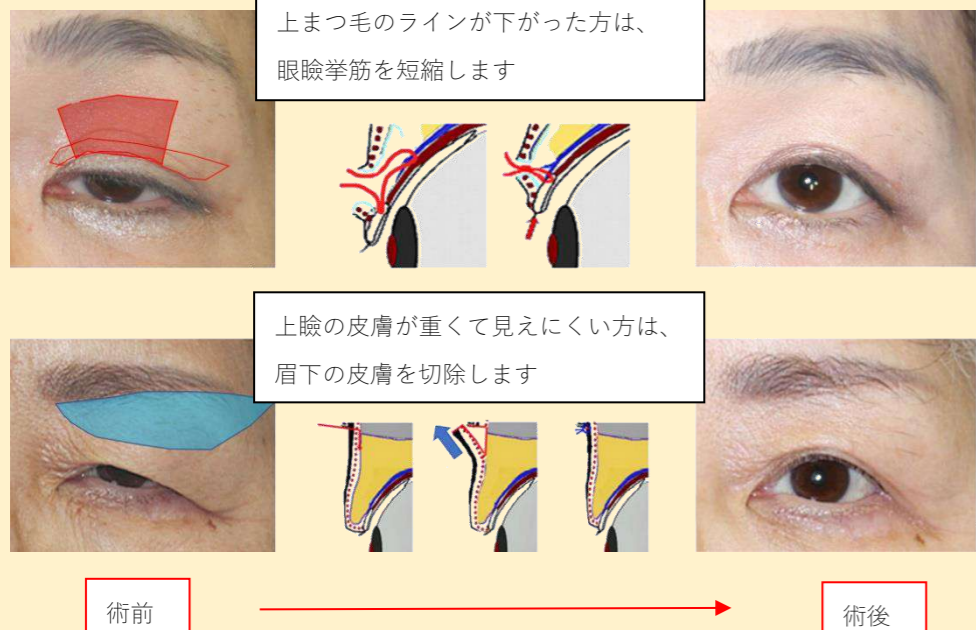 上まつ毛のラインが下がった方は、
眼瞼挙筋を短縮します
上瞼の皮膚が重くて見えにくい方は、
眉下の皮膚を切除します
術前
術後